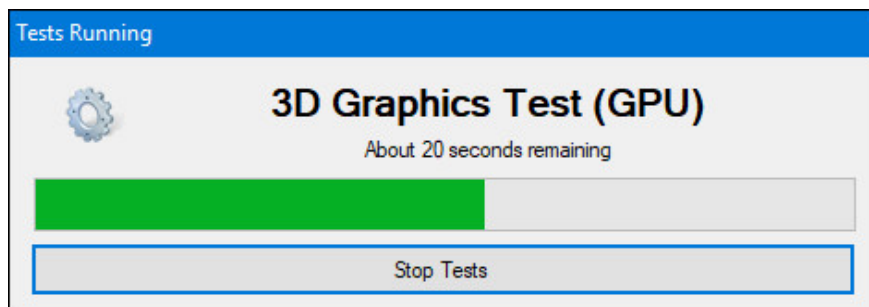 Tests Running
3D Graphics Test (GPU)
About 20 seconds remaining
Stop Tests